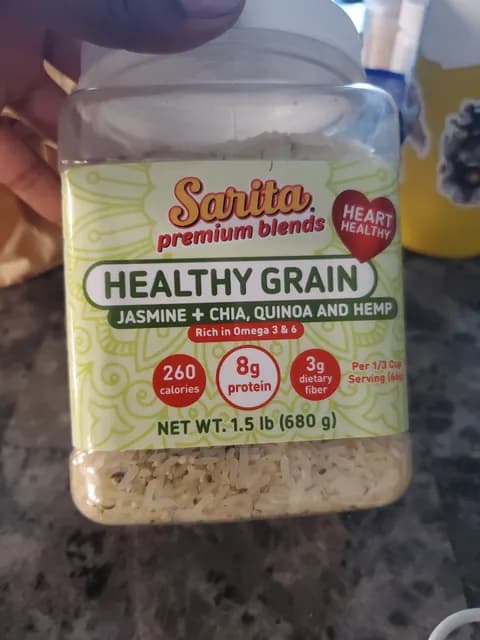 Sarita
premium blends
HEART
HEALTHY
HEALTHY GRAIN
JASMINE + CHIA, QUINOA AND HEMP
Rich in Omega 3 & 6
260
calories
8g
protein
3g
dietary
fiber
Per 1/3 Cup
Serving
NET WT. 1.5 lb (680 g)